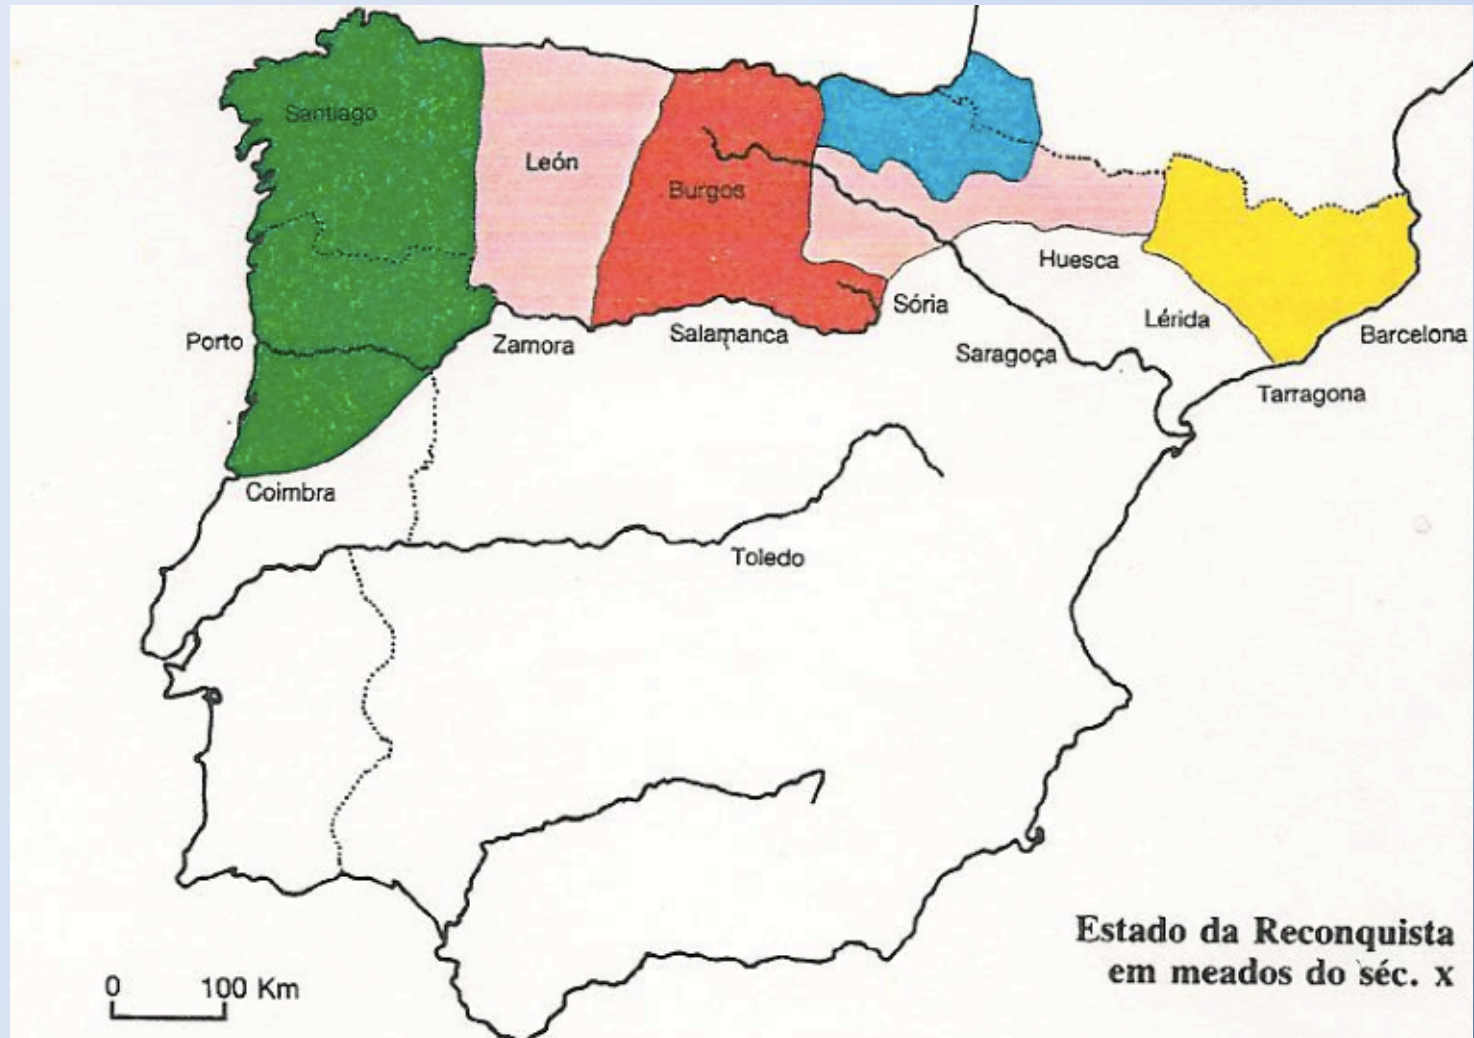 Santiago
León
Burgos
Huesca
Sória
Lérida
Porto
Zamora
Salamanca
Saragoça
Barcelona
Tarragona
Coimbra
Toledo
Estado da Reconquista
em meados do séc. x
0 100 Km